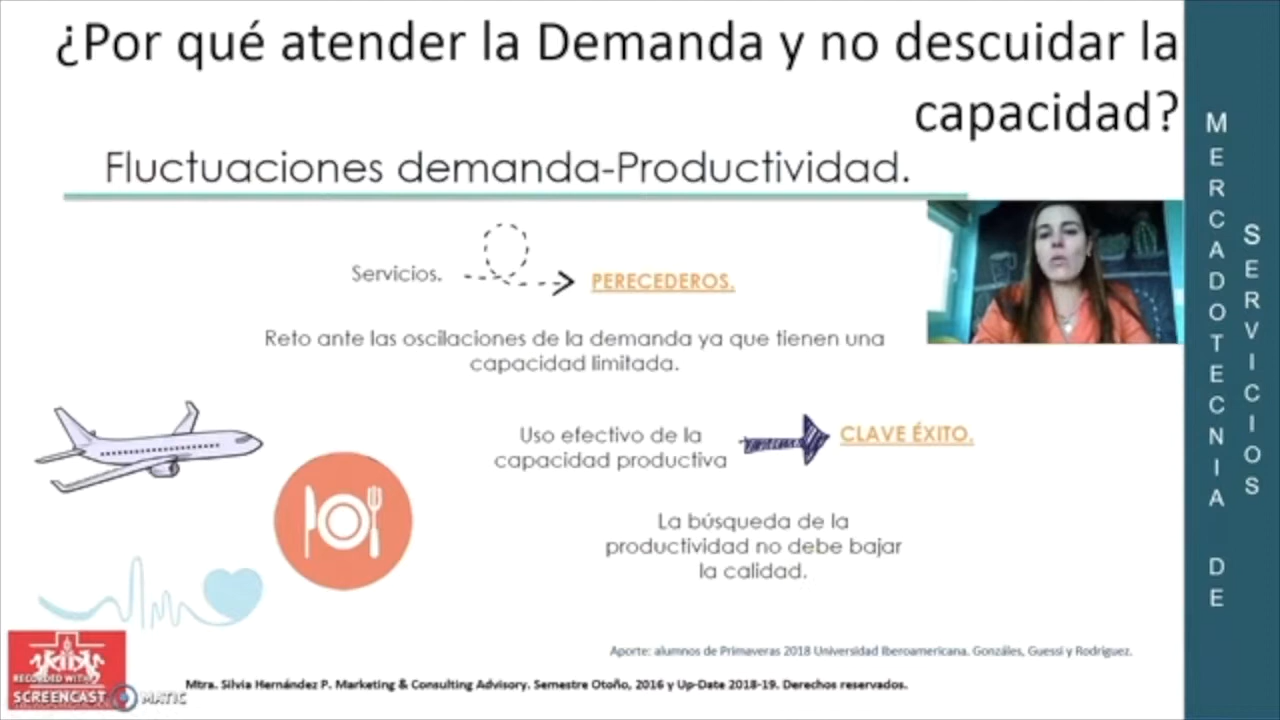 ¿Por qué atender la Demanda y no descuidar la
capacidad?
Fluctuaciones demanda-Productividad.
Servicios.
PERECEDEROS.
Reto ante las oscilaciones de la demanda ya que tienen una
capacidad limitada.
Uso efectivo de la
capacidad productiva
CLAVE ÉXITO.
La búsqueda de la
productividad no debe bajar
la calidad.
Aporte: alumnos de Primaveras 2018 Universidad Iberoamericana. Gonzáles, Guessi y Rodríguez.
Mtra. Silvia Hernández P. Marketing & Consulting Advisory. Semestre Otoño, 2016 y Up-Date 2018-19. Derechos reservados.
RECORDED WITH
SCREENCAST MATIC
MERCADOTECNIA DE
SERVICIOS